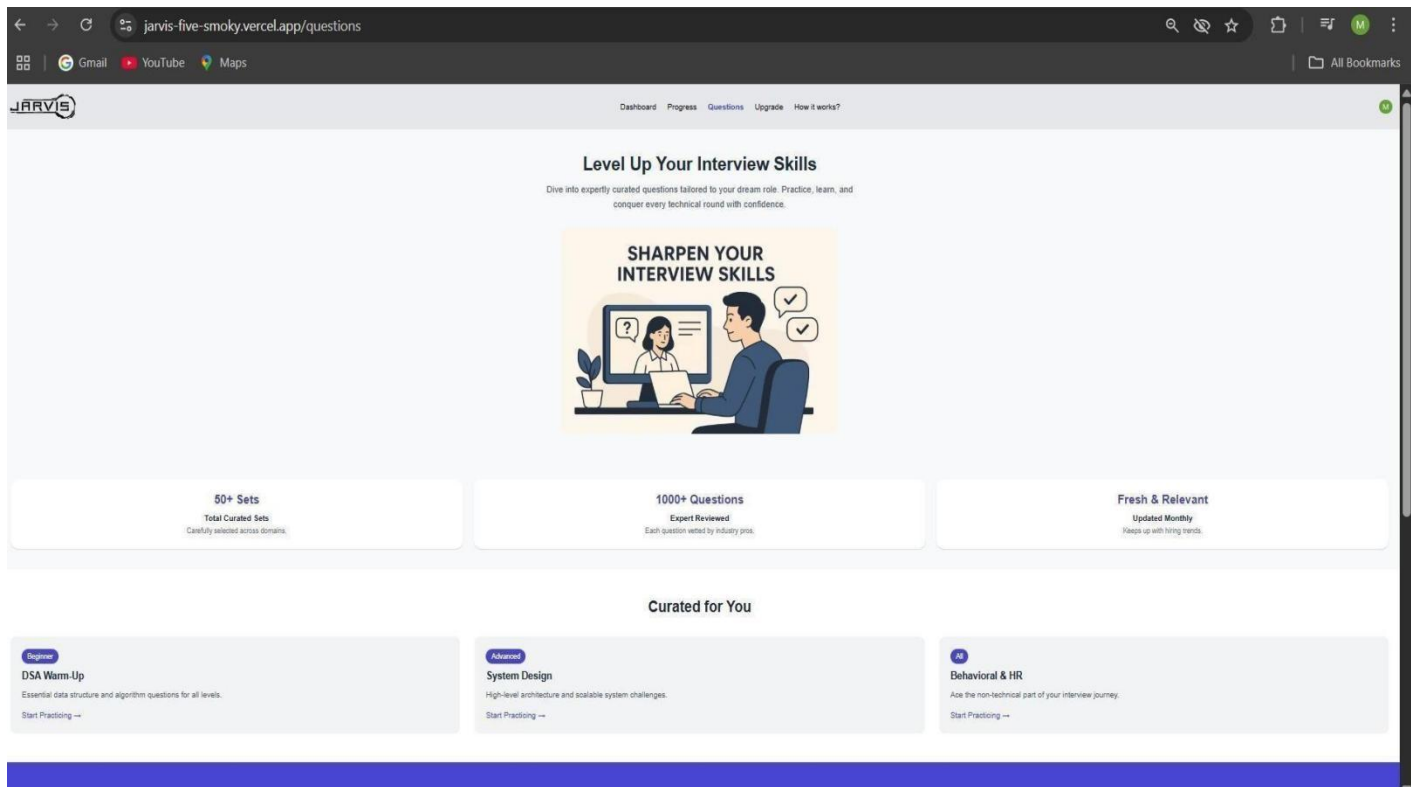 jarvis-five-smoky.vercel.app/questions
M
Gmail YouTube Maps All Bookmarks
JARVIS
Dashboard Progress Questions Upgrade How it works?
M
Level Up Your Interview Skills
Dive into expertly curated questions tailored to your dream role. Practice, learn, and
conquer every technical round with confidence.
SHARPEN YOUR
INTERVIEW SKILLS
?
50+ Sets
Total Curated Sets
Carefully selected across domains.
1000+ Questions
Expert Reviewed
Each question vetted by industry pros.
Fresh & Relevant
Updated Monthly
Keeps up with hiring trends.
Curated for You
Beginner
DSA Warm-Up
Essential data structure and algorithm questions for all levels.
Start Practicing →
Advanced
System Design
High-level architecture and scalable system challenges.
Start Practicing →
All
Behavioral & HR
Ace the non-technical part of your interview journey.
Start Practicing →